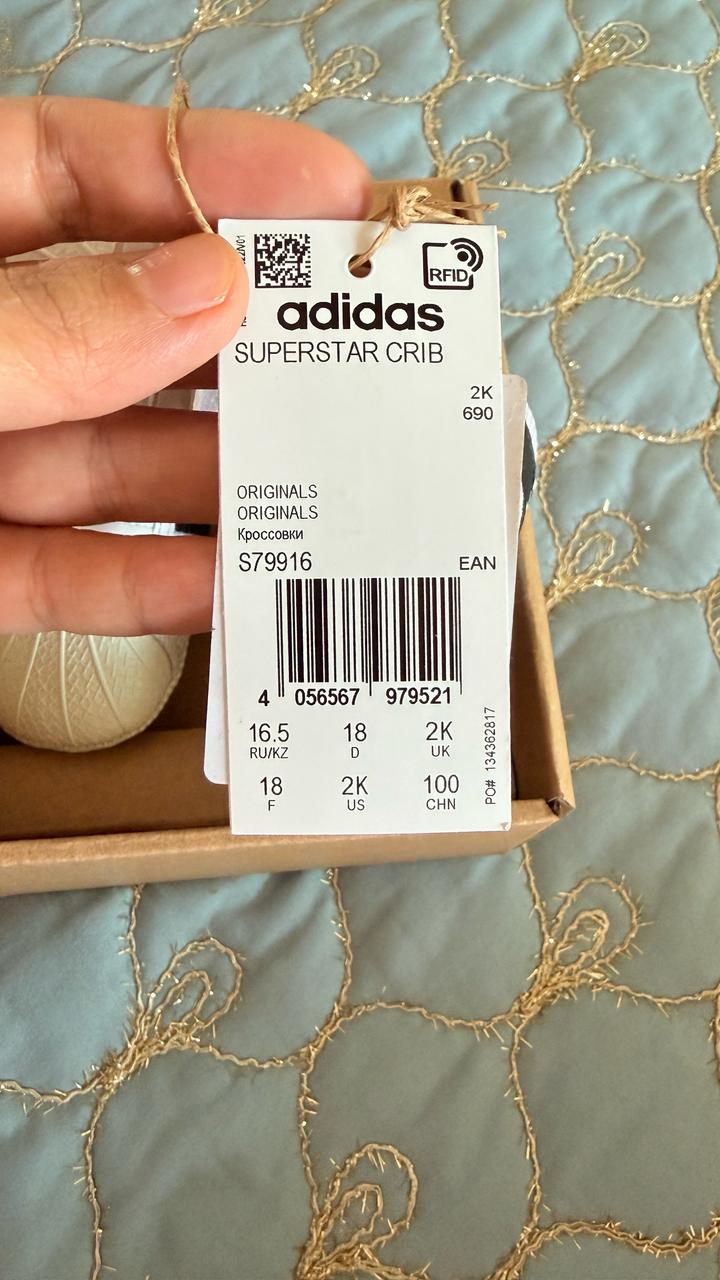 RFID
adidas
SUPERSTAR CRIB
2K
690
ORIGINALS
ORIGINALS
Кроссовки
S79916 EAN
4 056567 979521
16.5 18 2K
RU/KZ D UK
18 2K 100
F US CHN
PO# 134362817